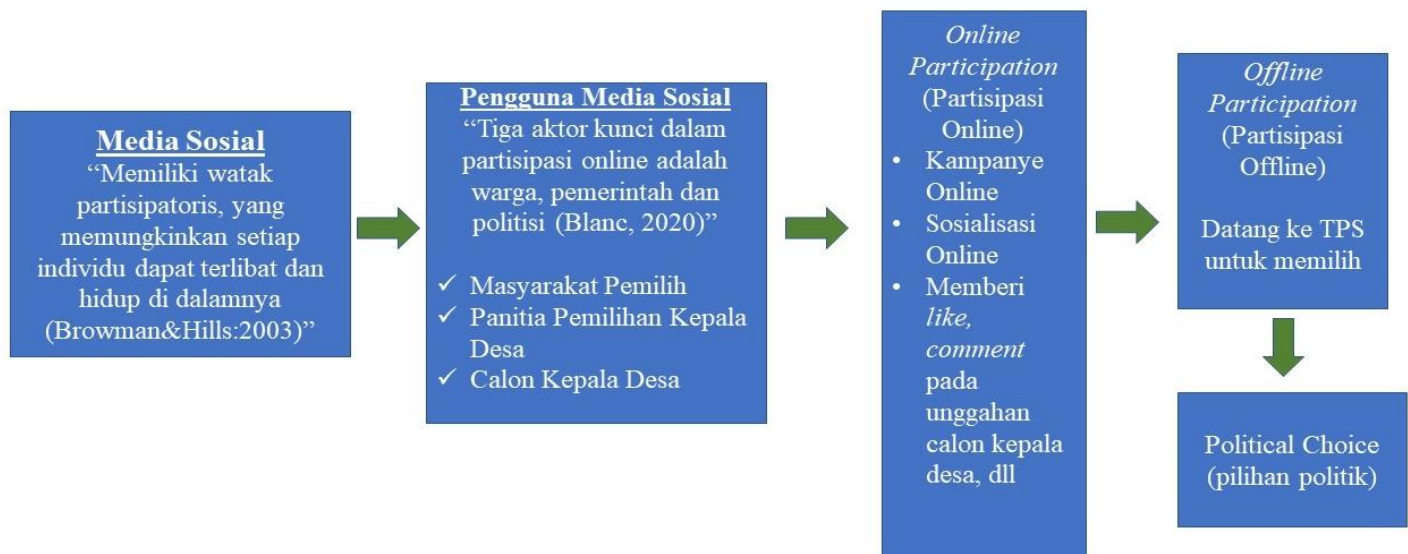 Media Sosial
“Memiliki watak
partisipatoris, yang
memungkinkan setiap
individu dapat terlibat dan
hidup di dalamnya
(Browman&Hills:2003)”
Pengguna Media Sosial
“Tiga aktor kunci dalam
partisipasi online adalah
warga, pemerintah dan
politisi (Blanc, 2020)”
✓ Masyarakat Pemilih
✓ Panitia Pemilihan Kepala
Desa
✓ Calon Kepala Desa
Online
Participation
(Partisipasi
Online)
• Kampanye
Online
• Sosialisasi
Online
• Memberi
like,
comment
pada
unggahan
calon kepala
desa, dll
Offline
Participation
(Partisipasi
Offline)
Datang ke TPS
untuk memilih
Political Choice
(pilihan politik)